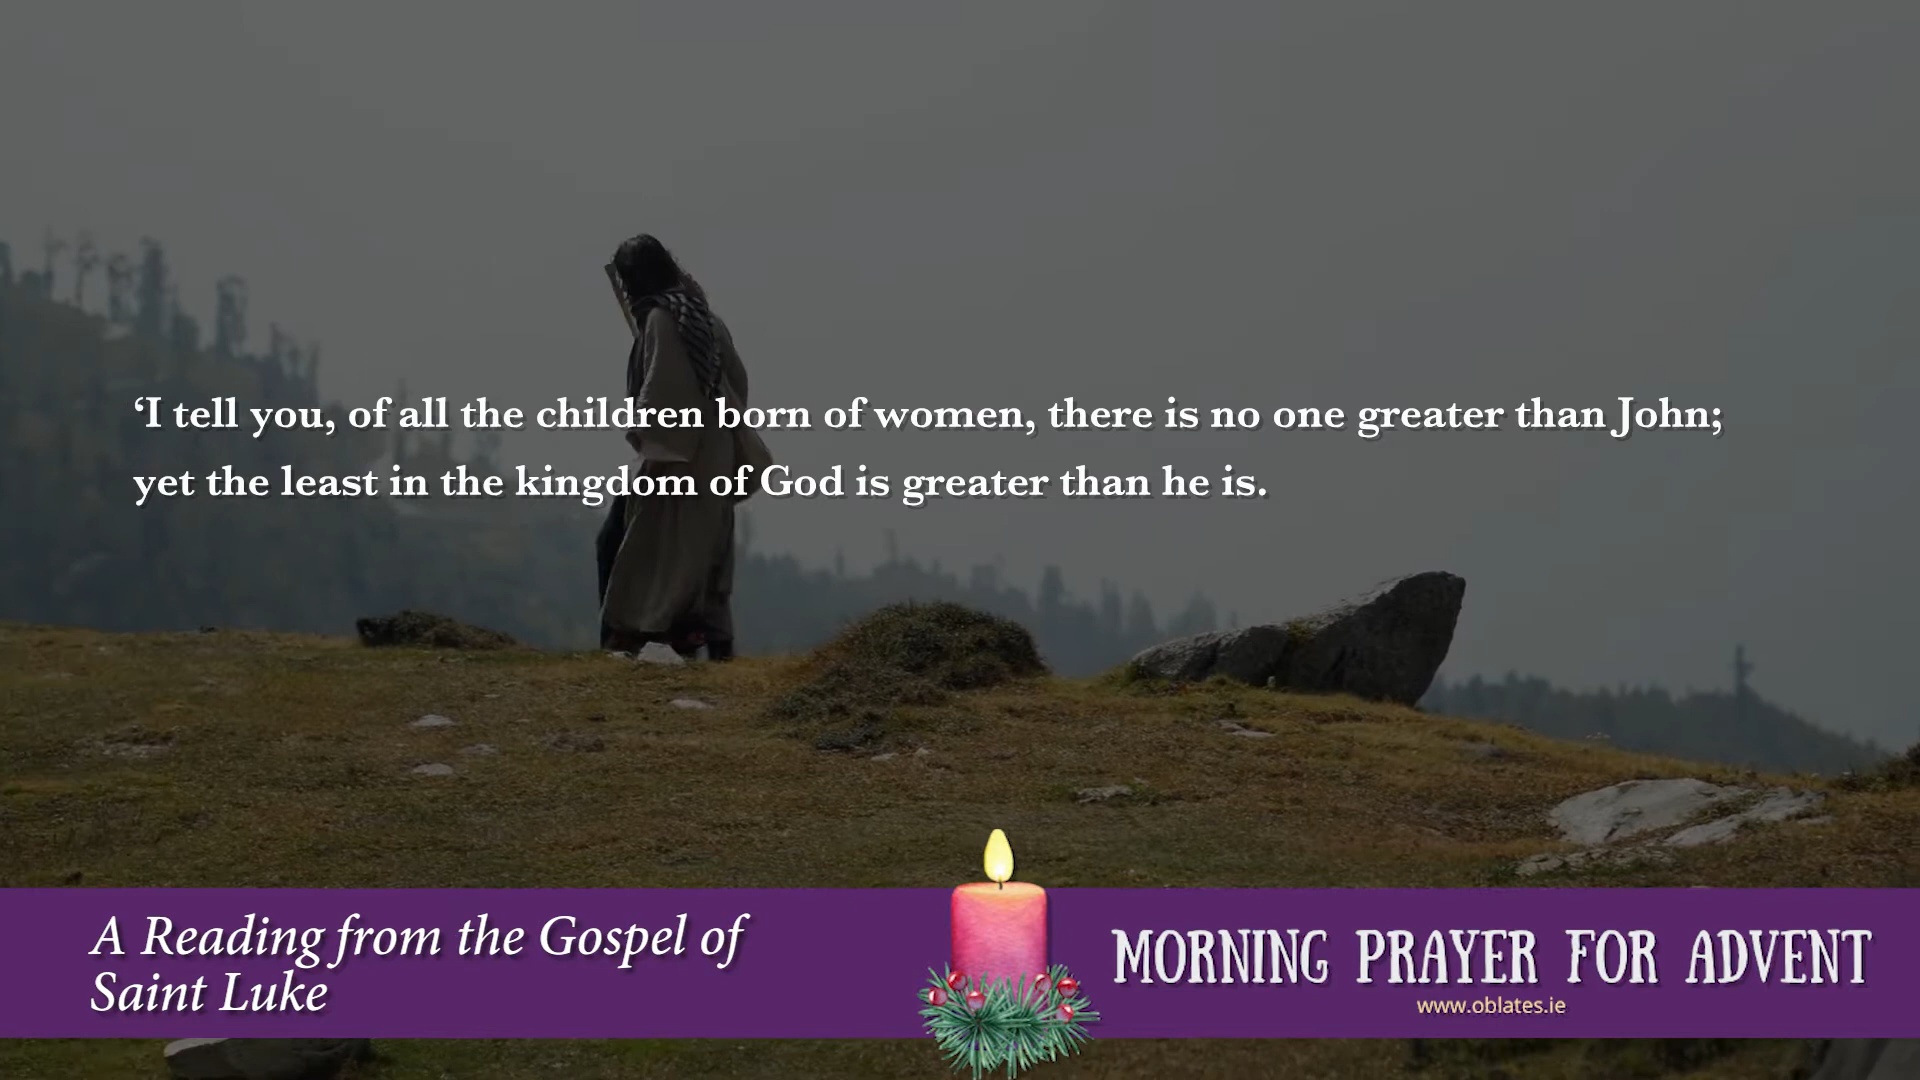 ‘I tell you, of all the children born of women, there is no one greater than John;
yet the least in the kingdom of God is greater than he is.
A Reading from the Gospel of
Saint Luke
MORNING PRAYER FOR ADVENT
www.oblates.ie